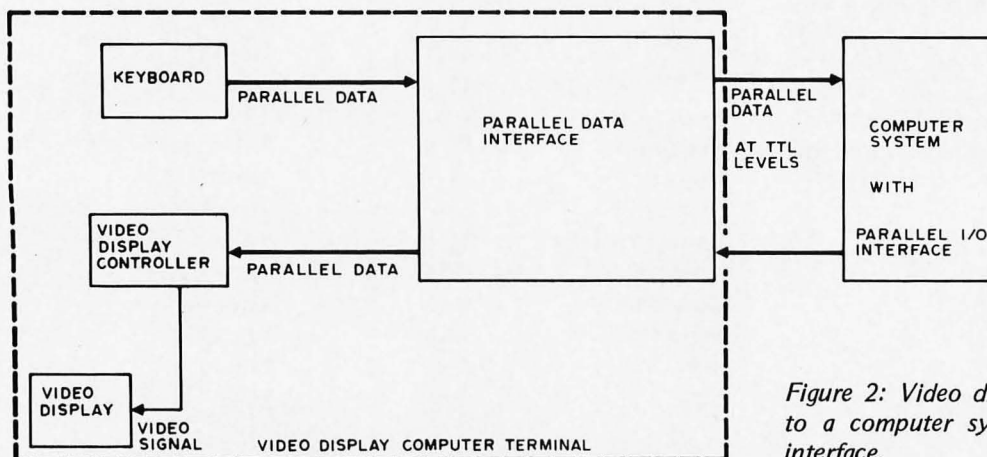 KEYBOARD
PARALLEL DATA
PARALLEL DATA
INTERFACE
PARALLEL
DATA
AT TTL
LEVELS
COMPUTER
SYSTEM
WITH
PARALLEL I/O
INTERFACE
VIDEO
DISPLAY
CONTROLLER
PARALLEL DATA
VIDEO
DISPLAY
VIDEO
SIGNAL
VIDEO DISPLAY COMPUTER TERMINAL
Figure 2: Video d
to a computer sy
interface